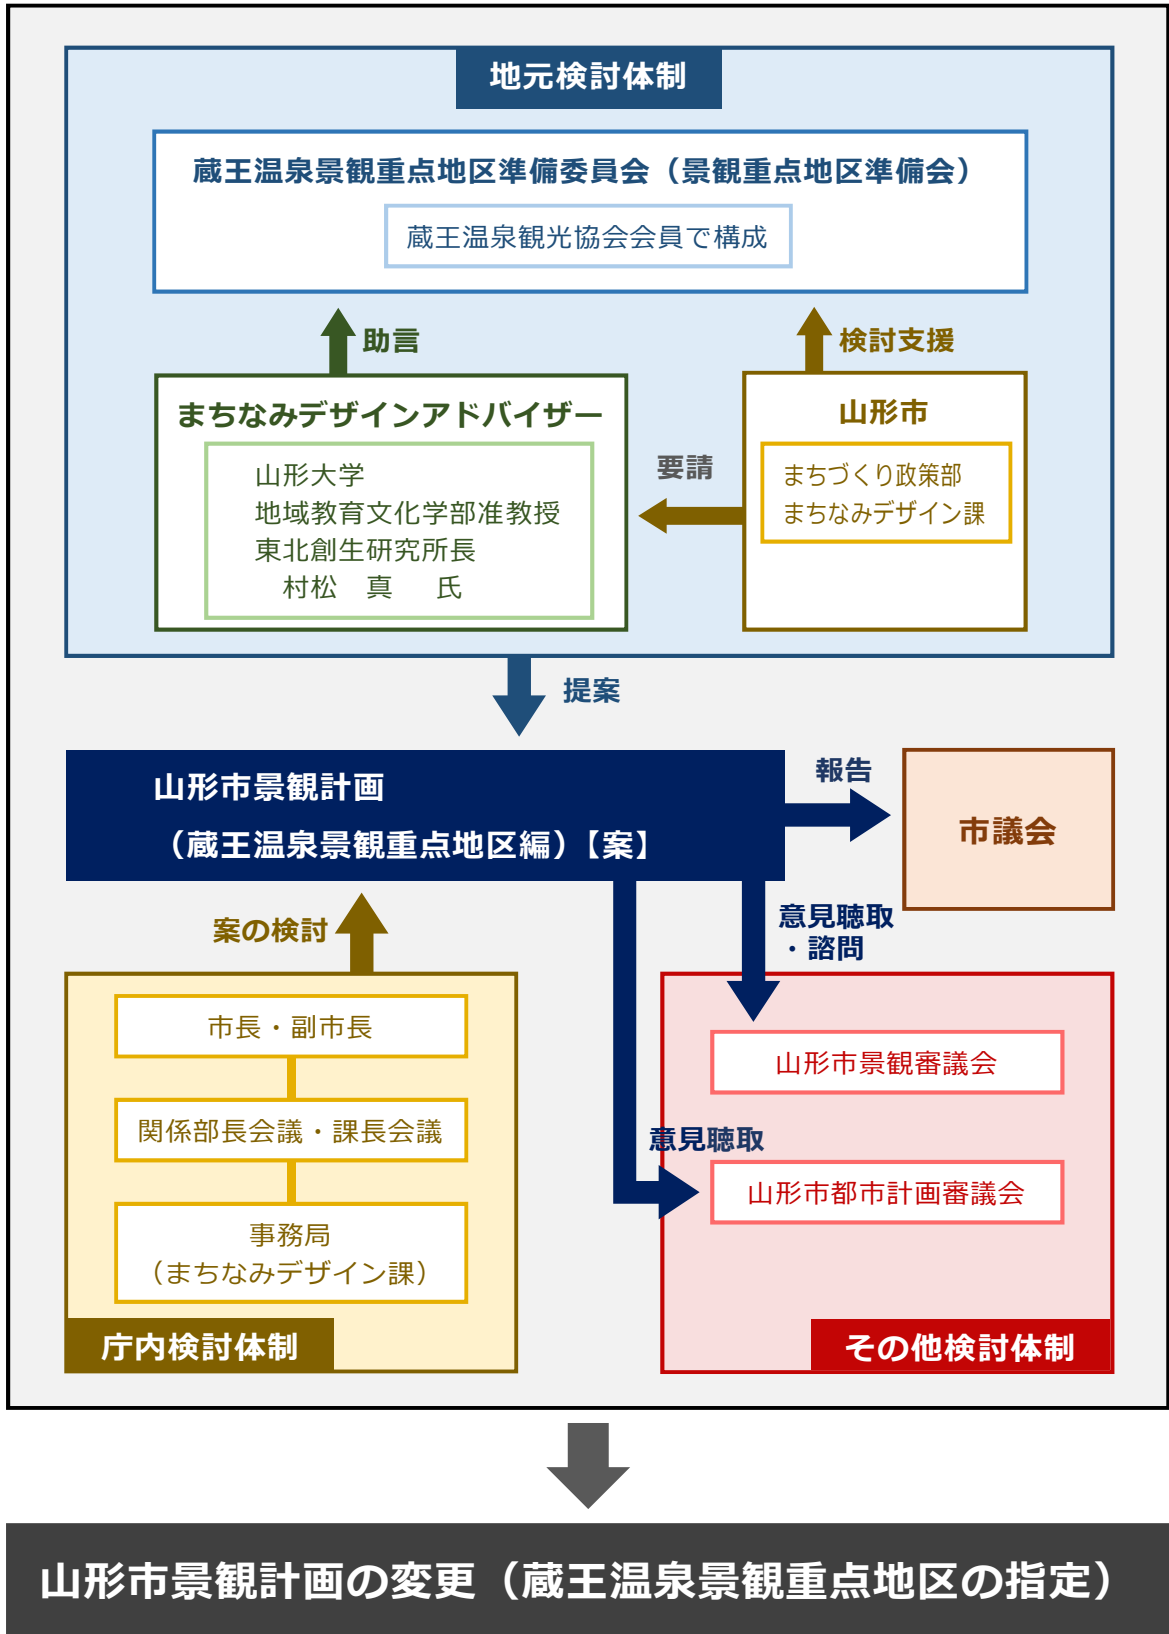 地元検討体制
蔵王温泉景観重点地区準備委員会（景観重点地区準備会）
蔵王温泉観光協会会員で構成
助言
検討支援
まちなみデザインアドバイザー
山形大学
地域教育文化学部准教授
東北創生研究所長
村松　真　氏
要請
山形市
まちづくり政策部
まちなみデザイン課
提案
山形市景観計画
（蔵王温泉景観重点地区編）【案】
報告
市議会
案の検討
意見聴取
・諮問
市長・副市長
関係部長会議・課長会議
事務局
（まちなみデザイン課）
庁内検討体制
山形市景観審議会
意見聴取
山形市都市計画審議会
その他検討体制
山形市景観計画の変更（蔵王温泉景観重点地区の指定）